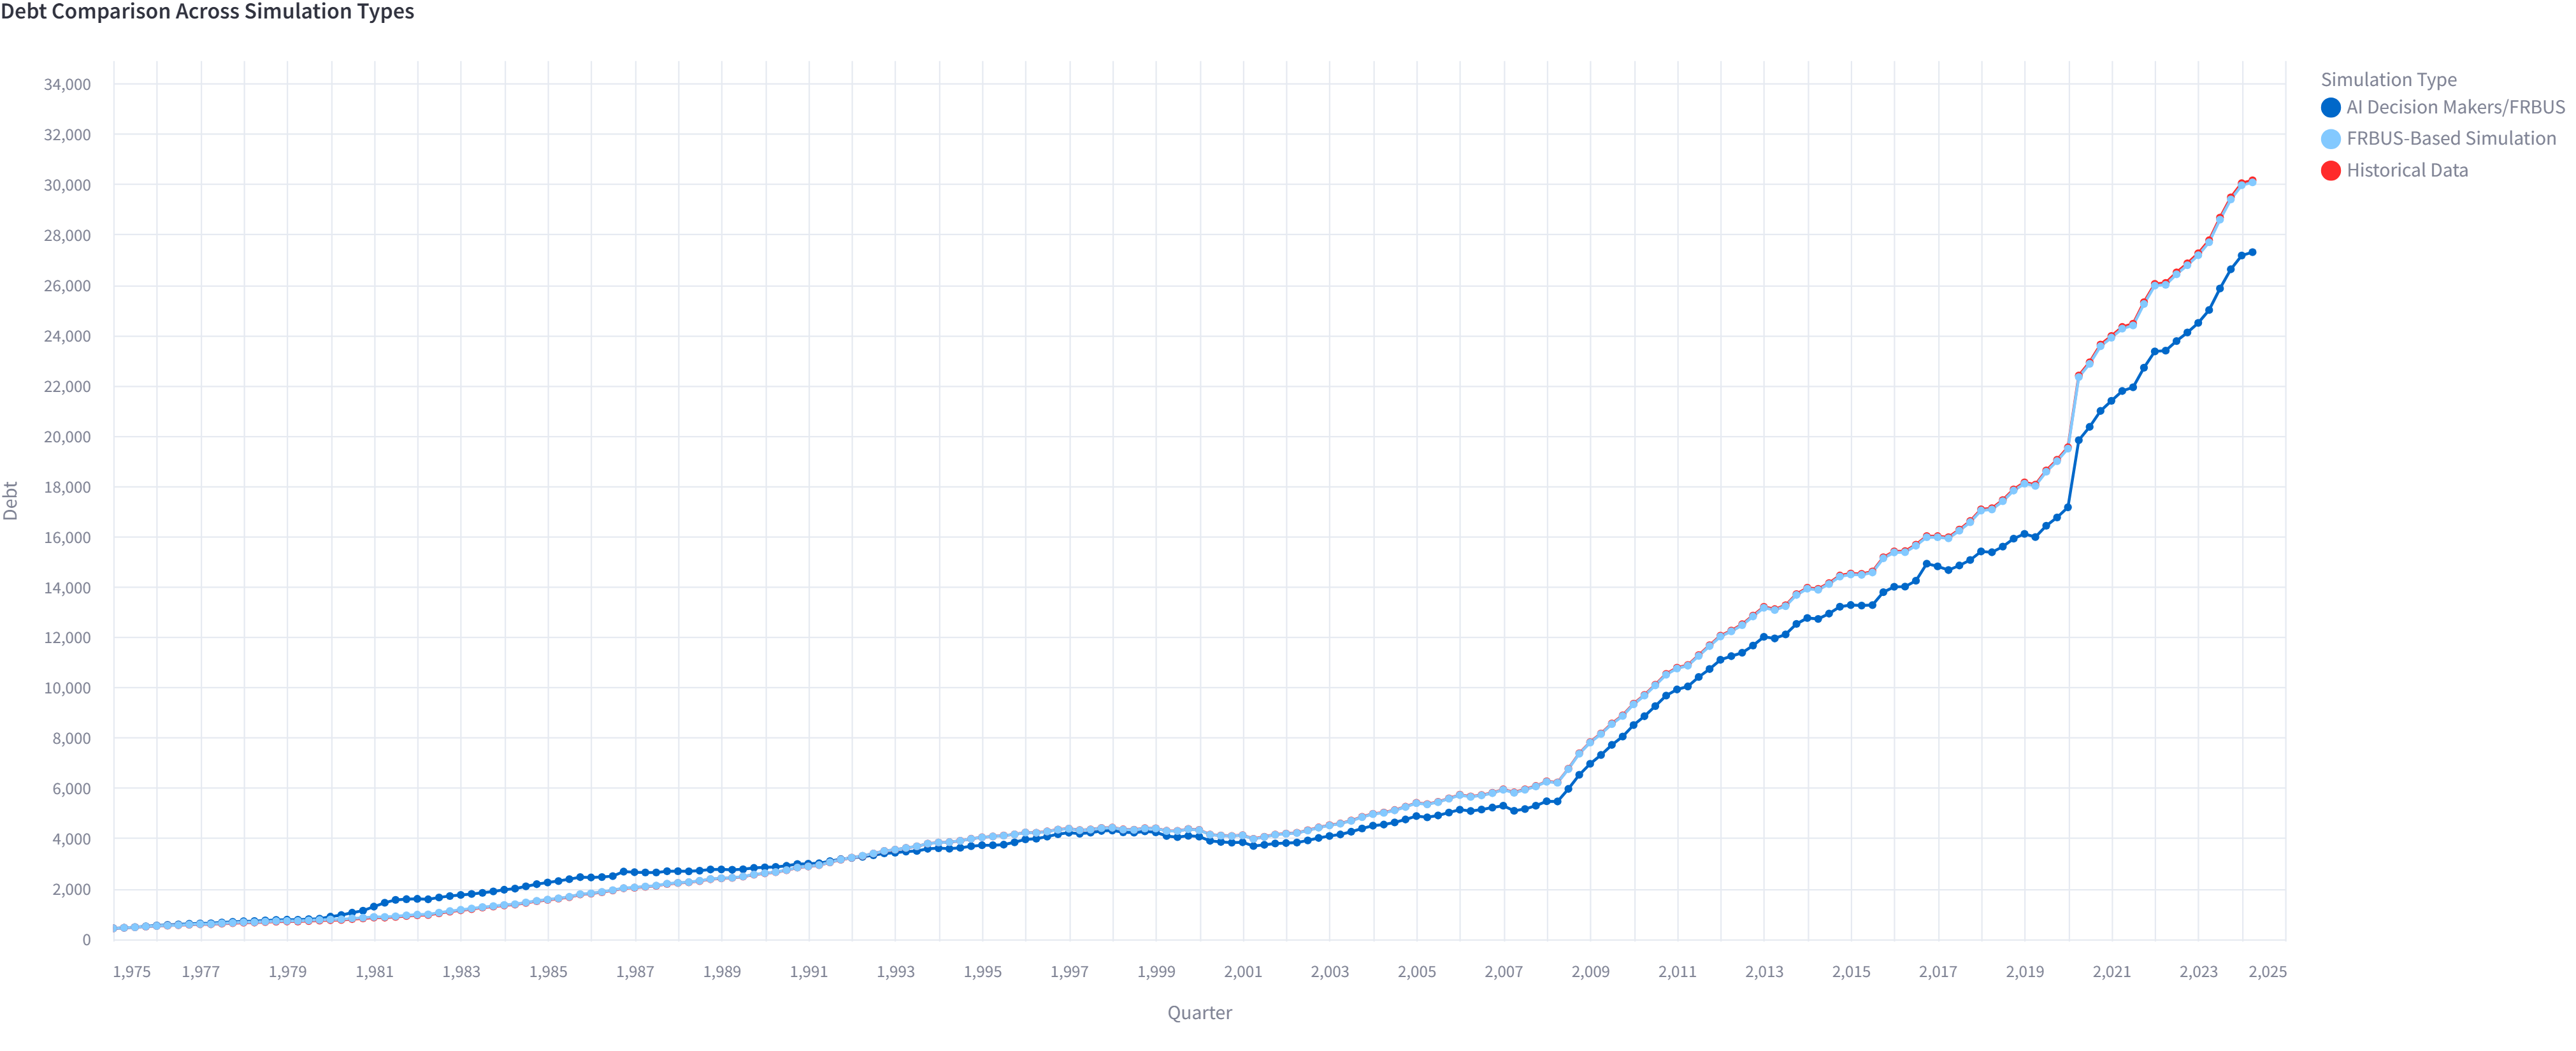 Debt Comparison Across Simulation Types
Simulation Type
AI Decision Makers/FRBUS
FRBUS-Based Simulation
Historical Data
Debt
34,000
32,000
30,000
28,000
26,000
24,000
22,000
20,000
18,000
16,000
14,000
12,000
10,000
8,000
6,000
4,000
2,000
0
1,975 1,977 1,979 1,981 1,983 1,985 1,987 1,989 1,991 1,993 1,995 1,997 1,999 2,001 2,003 2,005 2,007 2,009 2,011 2,013 2,015 2,017 2,019 2,021 2,023 2,025
Quarter